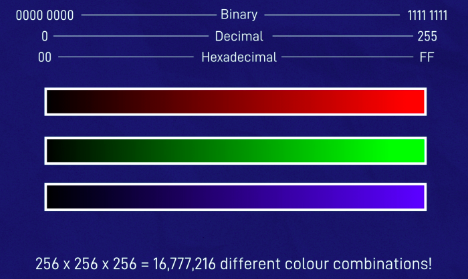 0000 0000 Binary 1111 1111
0 Decimal 255
00 Hexadecimal FF
256 x 256 x 256 = 16,777,216 different colour combinations!